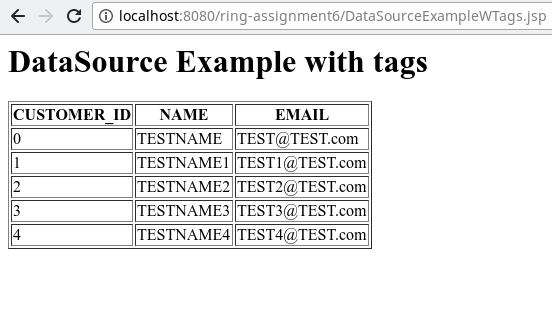 localhost:8080/ring-assignment6/DataSourceExampleWTags.jsp
DataSource Example with tags
CUSTOMER_ID NAME EMAIL
0 TESTNAME TEST@TEST.com
1 TESTNAME1 TEST1@TEST.com
2 TESTNAME2 TEST2@TEST.com
3 TESTNAME3 TEST3@TEST.com
4 TESTNAME4 TEST4@TEST.com